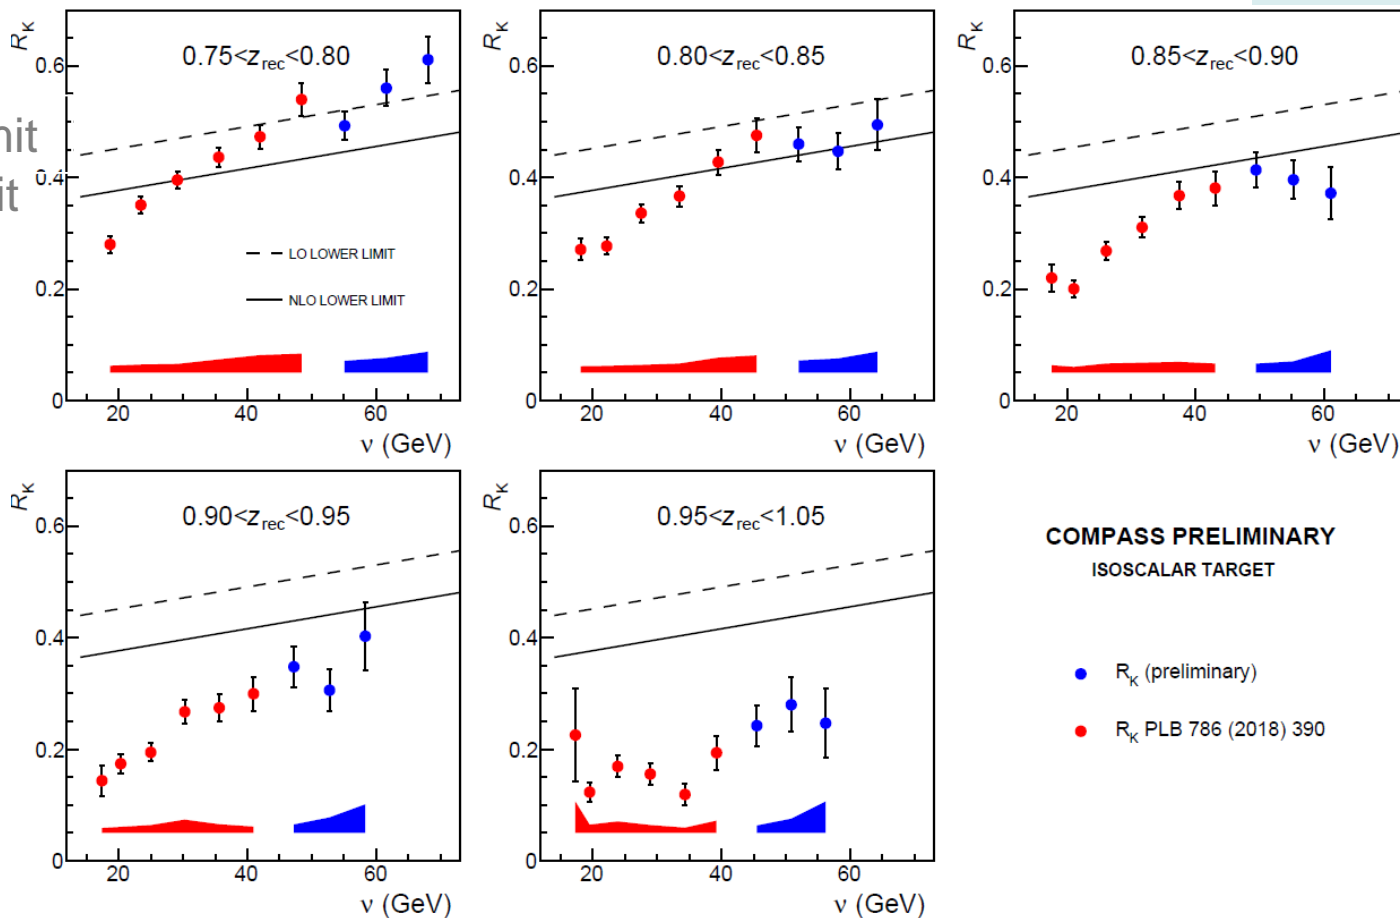 R_K
0.75<z_rec<0.80
0.6
0.4
0.2
0
LO LOWER LIMIT
NLO LOWER LIMIT
20 40 60
ν (GeV)
R_K
0.80<z_rec<0.85
0.6
0.4
0.2
0
20 40 60
ν (GeV)
R_K
0.85<z_rec<0.90
0.6
0.4
0.2
0
20 40 60
ν (GeV)
R_K
0.90<z_rec<0.95
0.6
0.4
0.2
0
20 40 60
ν (GeV)
R_K
0.95<z_rec<1.05
0.6
0.4
0.2
0
20 40 60
ν (GeV)
COMPASS PRELIMINARY
ISOSCALAR TARGET
R_K (preliminary)
R_K PLB 786 (2018) 390